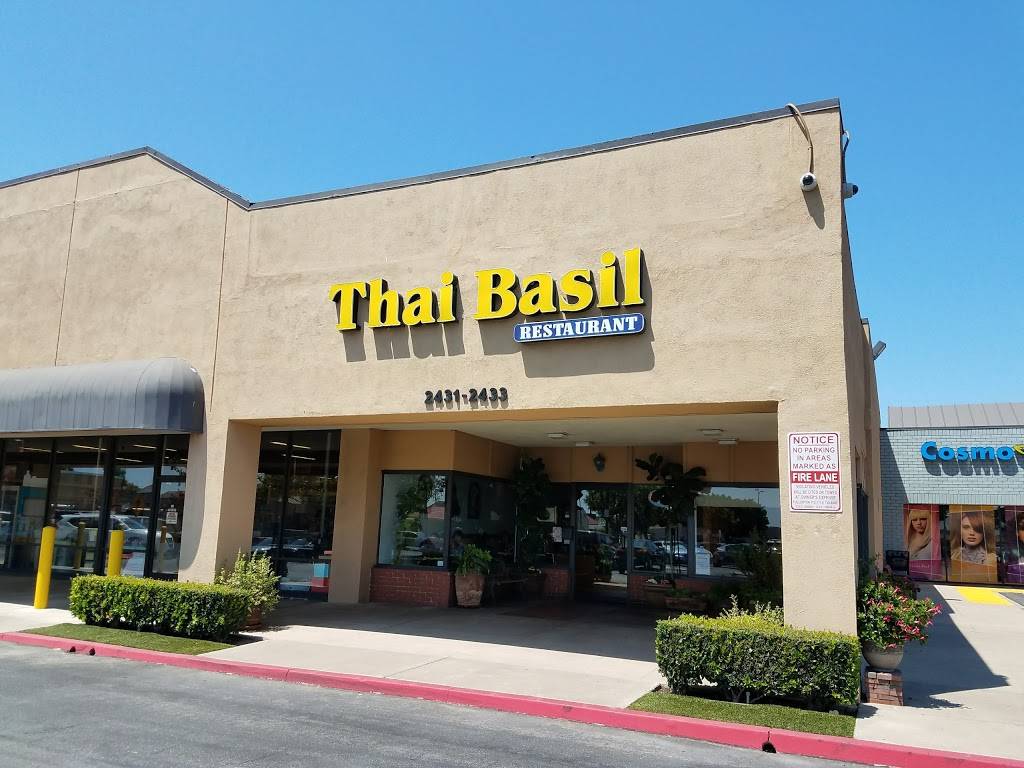 Thai Basil
RESTAURANT
2431-2433
NOTICE
NO PARKING
IN AREAS
MARKED AS
FIRE LANE
Cosmo